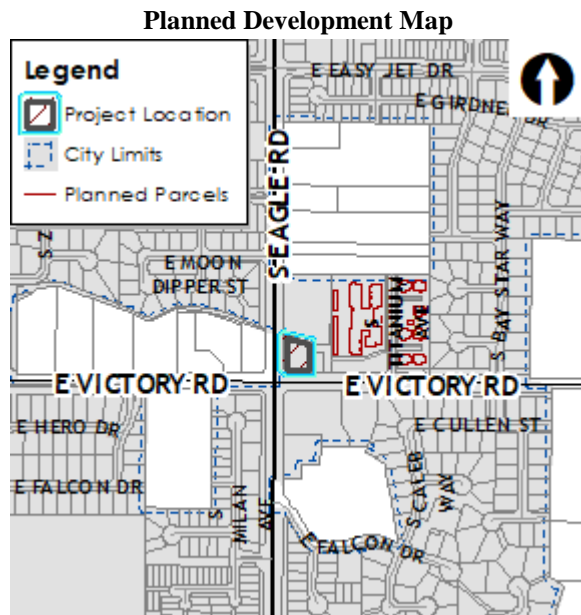 Planned Development Map
Legend
Project Location
City Limits
Planned Parcels
E EASY JET DR
E GIRDNER DR
S EAGLE RD
S Z
E MOON
DIPPER ST
S BAY STAR WAY
S
TITANIUM
AVE
E VICTORY RD
E VICTORY RD
E HERO DR
E CULLEN ST
E FALCON DR
S
MILAN
AVE
S CALEB
WAY
E FALCON DR